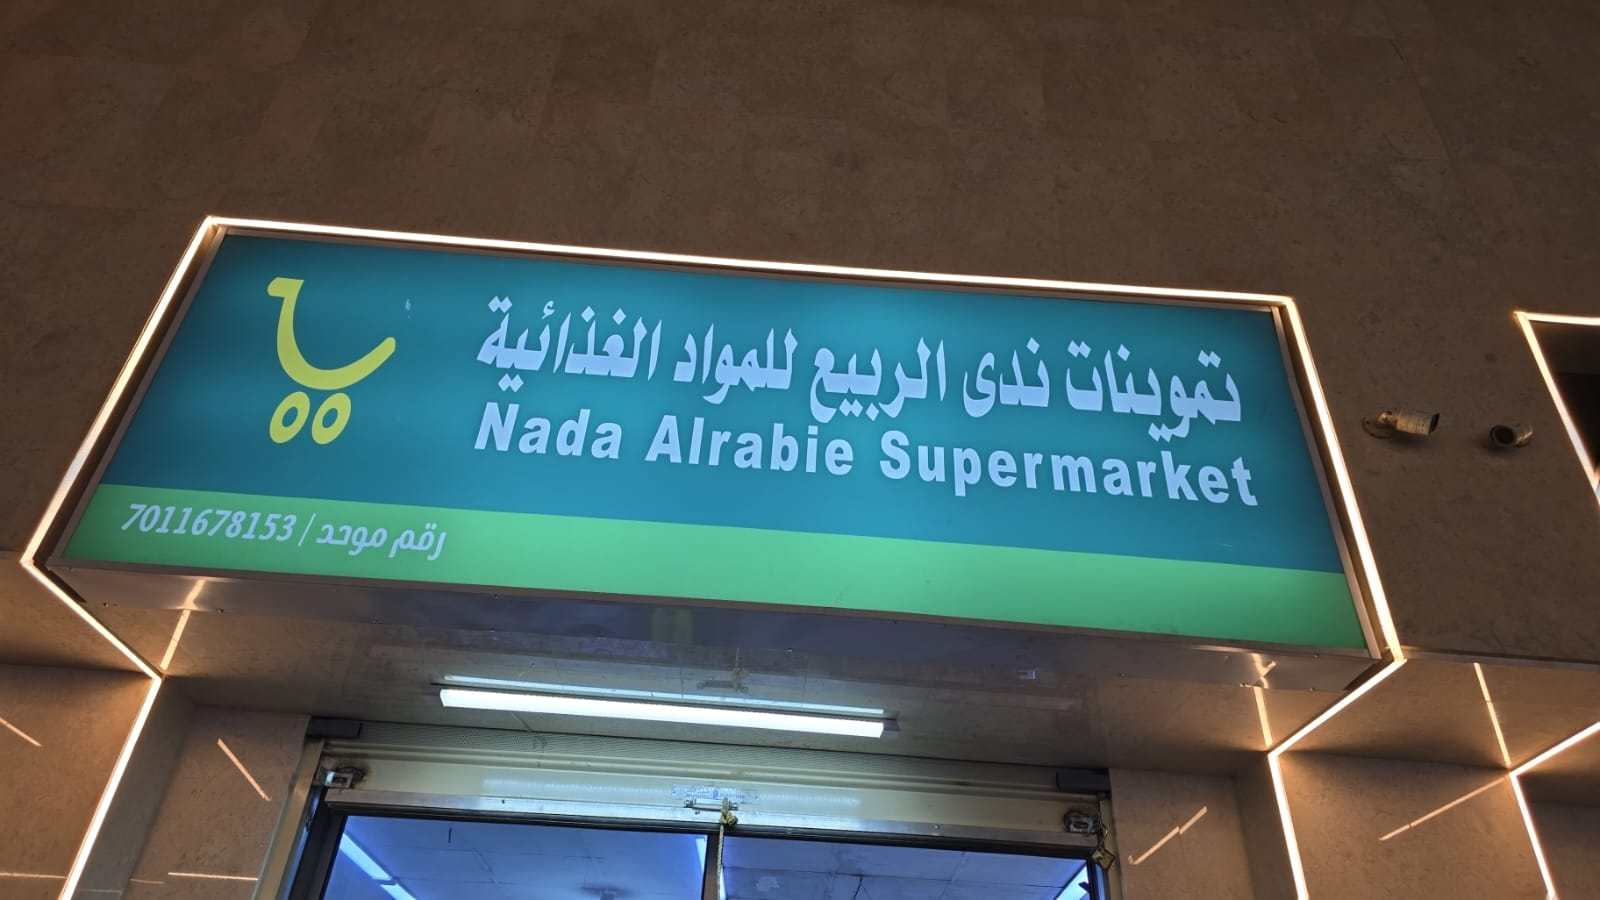 تموينات ندى الربيع للمواد الغذائية
Nada Alrabie Supermarket
رقم موحد / 7011678153